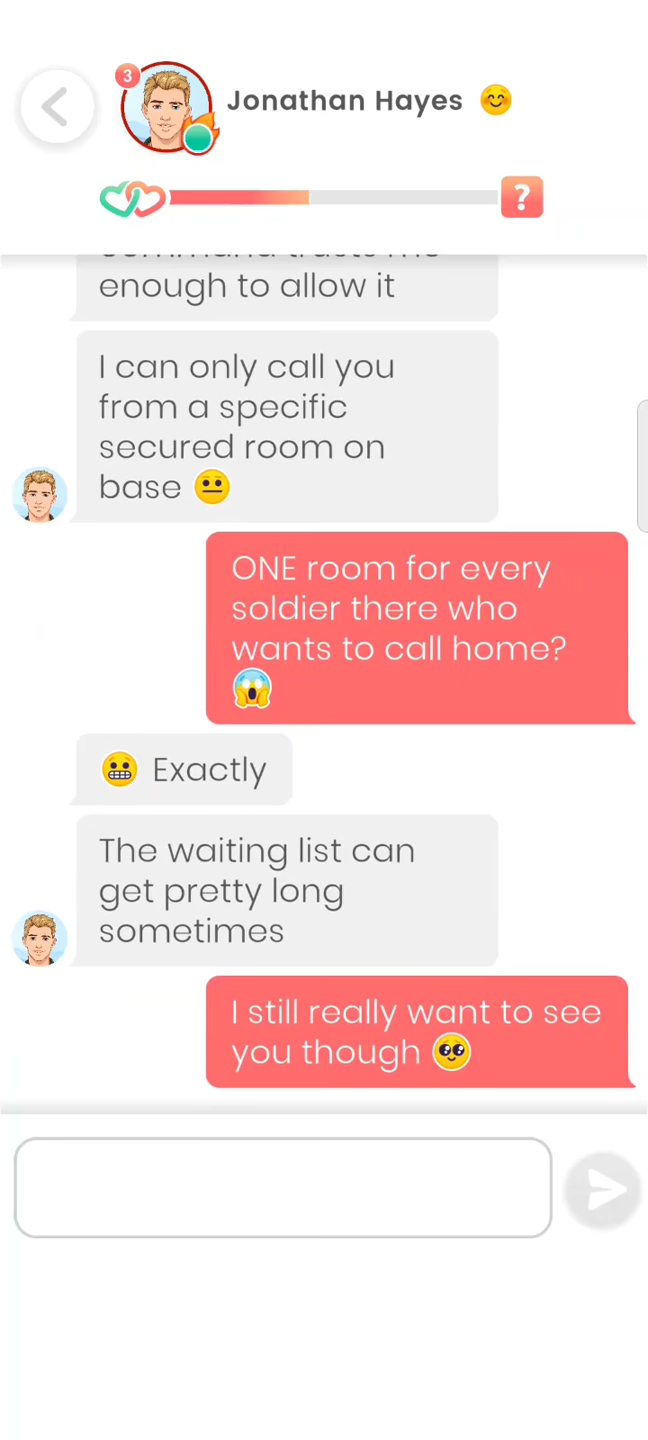 3
Jonathan Hayes 😊
?
enough to allow it
I can only call you
from a specific
secured room on
base 😐
ONE room for every
soldier there who
wants to call home?
😱
😬 Exactly
The waiting list can
get pretty long
sometimes
I still really want to see
you though 🥺